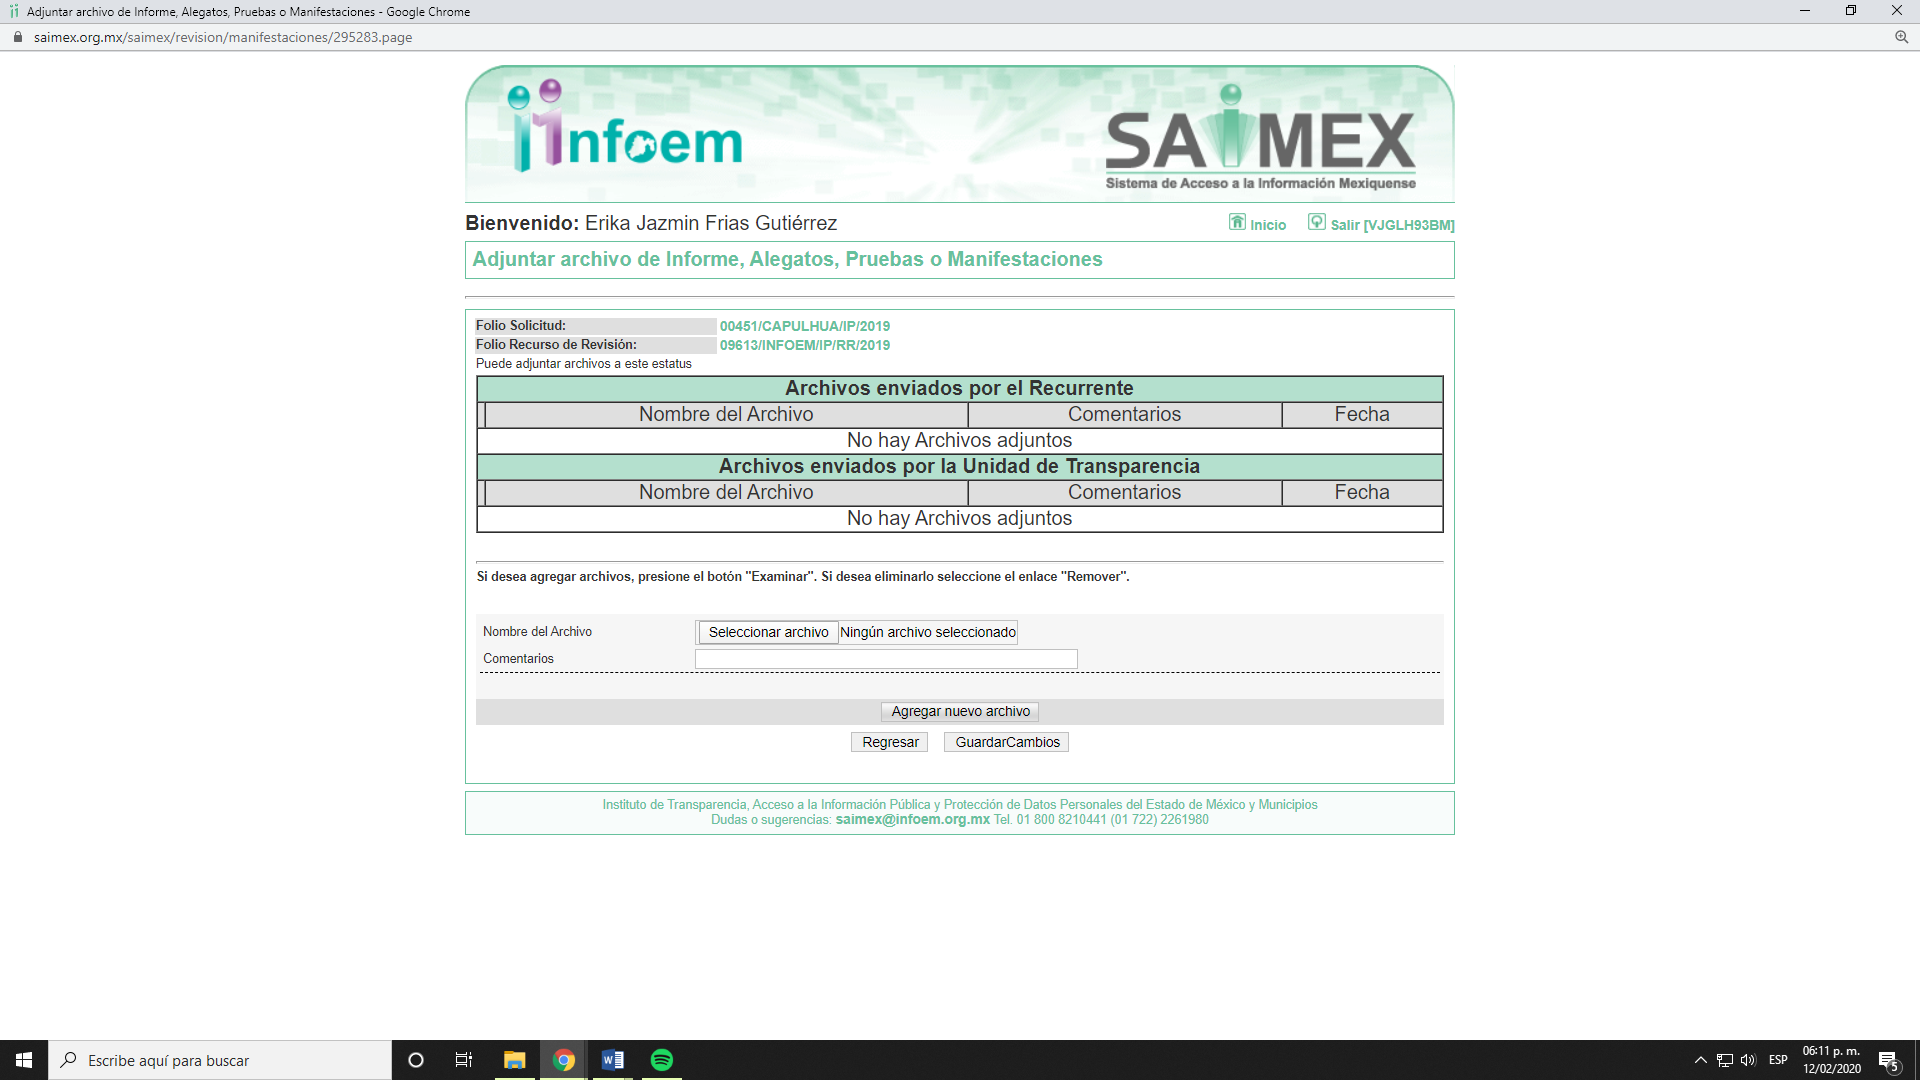 Adjuntar archivo de Informe, Alegatos, Pruebas o Manifestaciones - Google Chrome
saimex.org.mx/saimex/revision/manifestaciones/295283.page
infoem
SAIMEX
Sistema de Acceso a la Información Mexiquense
Bienvenido: Erika Jazmin Frias Gutiérrez
Inicio
Salir [VJGLH93BM]
Adjuntar archivo de Informe, Alegatos, Pruebas o Manifestaciones
Folio Solicitud: 00451/CAPULHUA/IP/2019
Folio Recurso de Revisión: 09613/INFOEM/IP/RR/2019
Puede adjuntar archivos a este estatus
Archivos enviados por el Recurrente
Nombre del Archivo Comentarios Fecha
No hay Archivos adjuntos
Archivos enviados por la Unidad de Transparencia
Nombre del Archivo Comentarios Fecha
No hay Archivos adjuntos
Si desea agregar archivos, presione el botón "Examinar". Si desea eliminarlo seleccione el enlace "Remover".
Nombre del Archivo Seleccionar archivo Ningún archivo seleccionado
Comentarios
Agregar nuevo archivo
Regresar GuardarCambios
Instituto de Transparencia, Acceso a la Información Pública y Protección de Datos Personales del Estado de México y Municipios
Dudas o sugerencias: saimex@infoem.org.mx Tel. 01 800 8210441 (01 722) 2261980
Escribe aquí para buscar
ESP
06:11 p. m.
12/02/2020
5